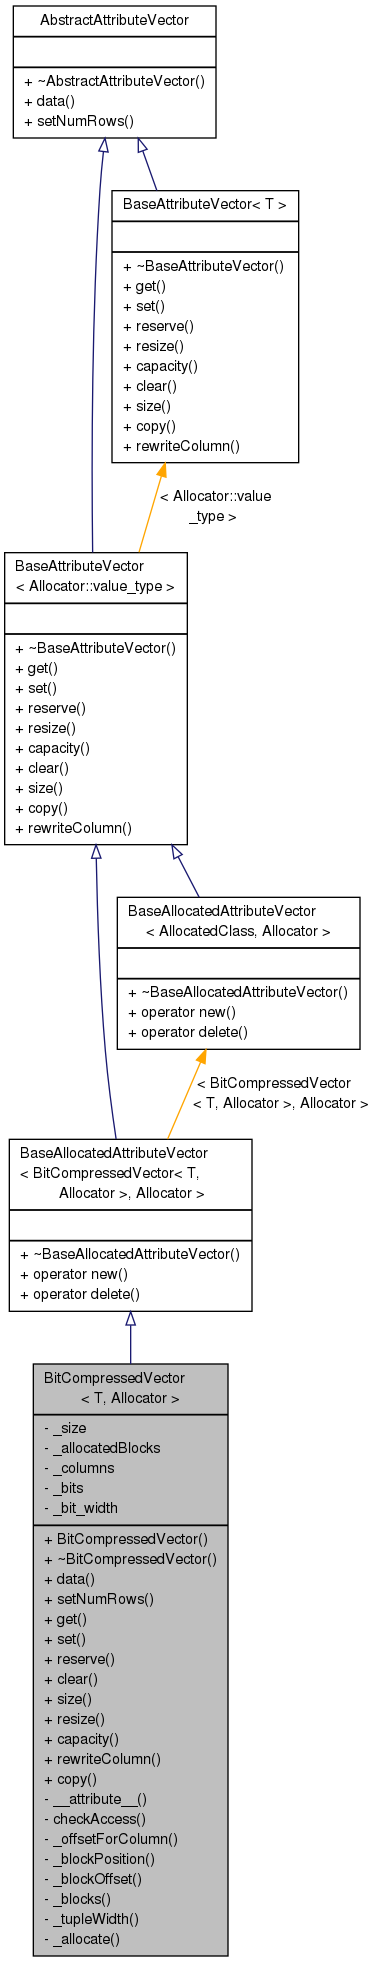 AbstractAttributeVector
+ ~AbstractAttributeVector()
+ data()
+ setNumRows()
BaseAttributeVector< T >
+ ~BaseAttributeVector()
+ get()
+ set()
+ reserve()
+ resize()
+ capacity()
+ clear()
+ size()
+ copy()
+ rewriteColumn()
< Allocator::value
_type >
BaseAttributeVector
< Allocator::value_type >
+ ~BaseAttributeVector()
+ get()
+ set()
+ reserve()
+ resize()
+ capacity()
+ clear()
+ size()
+ copy()
+ rewriteColumn()
BaseAllocatedAttributeVector
< AllocatedClass, Allocator >
+ ~BaseAllocatedAttributeVector()
+ operator new()
+ operator delete()
< BitCompressedVector
< T, Allocator >, Allocator >
BaseAllocatedAttributeVector
< BitCompressedVector< T,
Allocator >, Allocator >
+ ~BaseAllocatedAttributeVector()
+ operator new()
+ operator delete()
BitCompressedVector
< T, Allocator >
- _size
- _allocatedBlocks
- _columns
- _bits
- _bit_width
+ BitCompressedVector()
+ ~BitCompressedVector()
+ data()
+ setNumRows()
+ get()
+ set()
+ reserve()
+ clear()
+ size()
+ resize()
+ capacity()
+ rewriteColumn()
+ copy()
- __attribute__()
- checkAccess()
- _offsetForColumn()
- _blockPosition()
- _blockOffset()
- _blocks()
- _tupleWidth()
- _allocate()